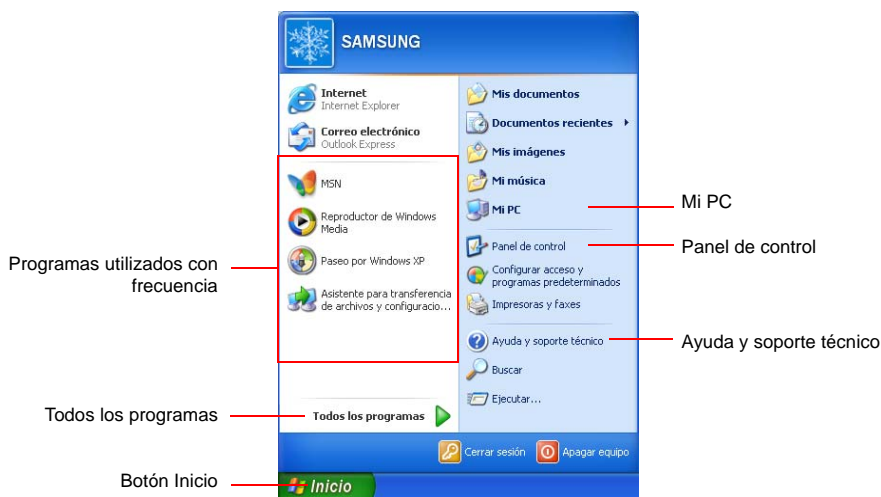 SAMSUNG
Internet
Internet Explorer
Correo electrónico
Outlook Express
MSN
Reproductor de Windows
Media
Paseo por Windows XP
Asistente para transferencia
de archivos y configuracio...
Todos los programas
Mis documentos
Documentos recientes
Mis imágenes
Mi música
Mi PC
Panel de control
Configurar acceso y
programas predeterminados
Impresoras y faxes
Ayuda y soporte técnico
Buscar
Ejecutar...
Cerrar sesión
Apagar equipo
Inicio
Programas utilizados con
frecuencia
Todos los programas
Botón Inicio
Mi PC
Panel de control
Ayuda y soporte técnico